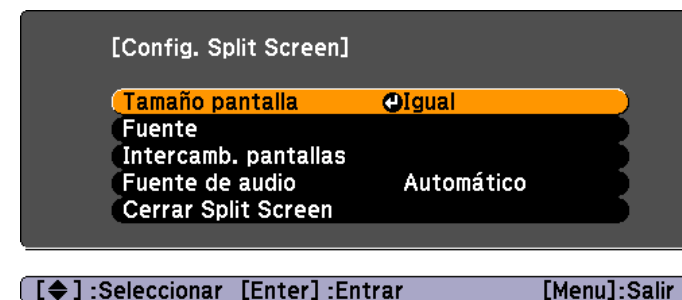 [Config. Split Screen]
Tamaño pantalla Igual
Fuente
Intercamb. pantallas
Fuente de audio Automático
Cerrar Split Screen
[◆] :Seleccionar [Enter] :Entrar [Menu]:Salir